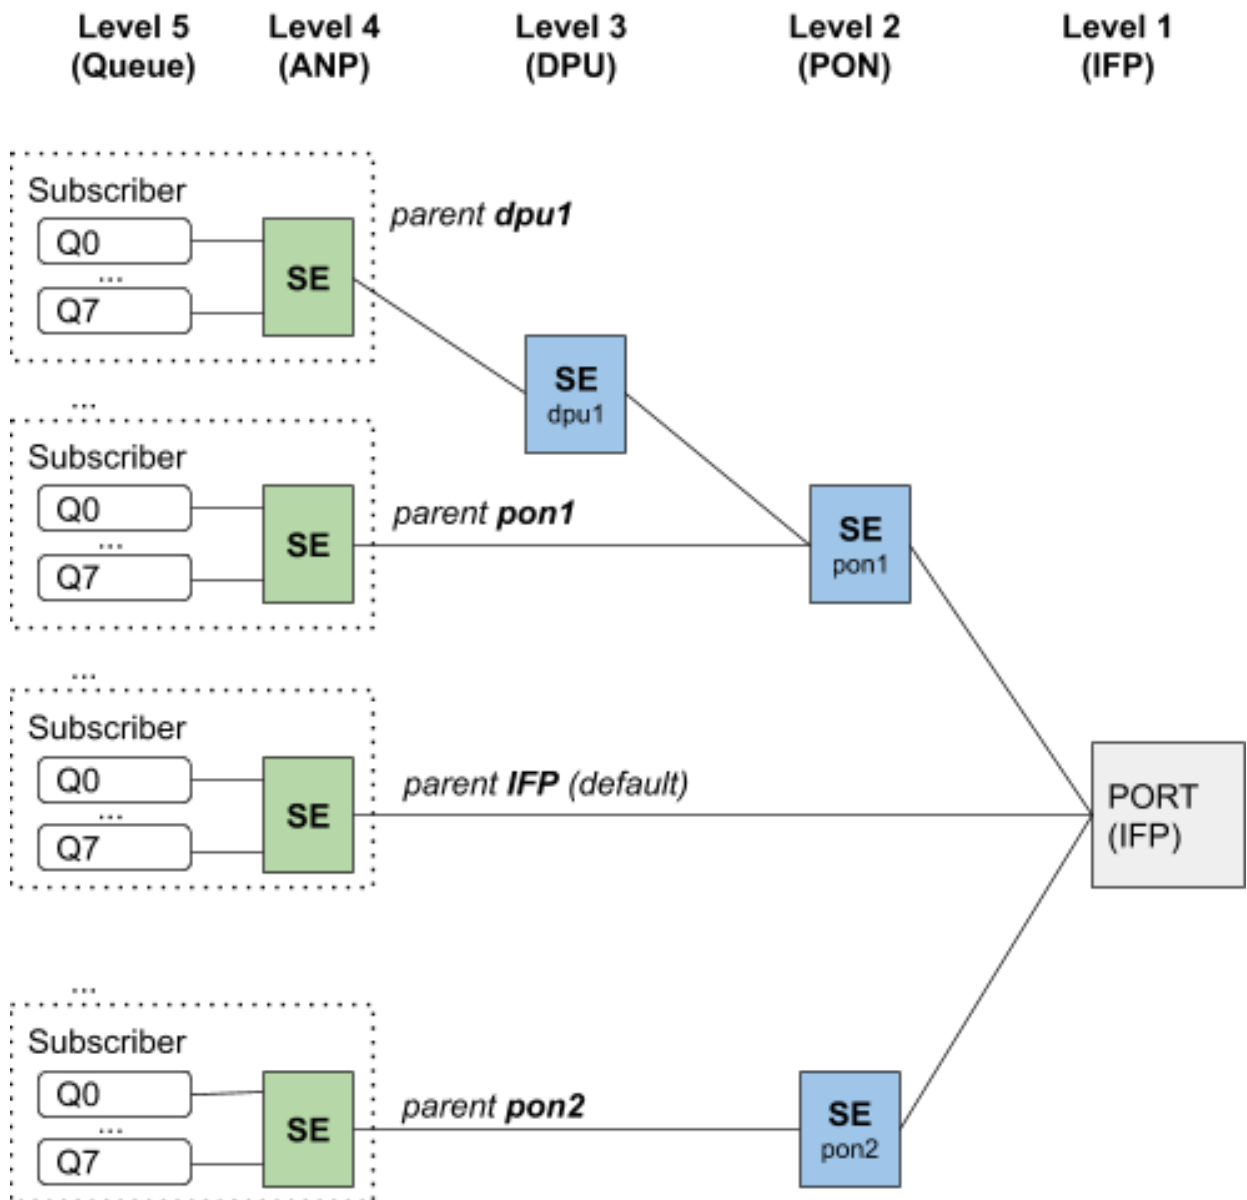 Level 5 Level 4 Level 3 Level 2 Level 1
(Queue) (ANP) (DPU) (PON) (IFP)
Subscriber
parent dpu1
Q0
...
SE
Q7
SE
dpu1
...
Subscriber
Q0
parent pon1
...
SE
Q7
SE
pon1
...
Subscriber
Q0
parent IFP (default)
...
SE
Q7
PORT
(IFP)
...
Subscriber
Q0
parent pon2
...
SE
Q7
SE
pon2